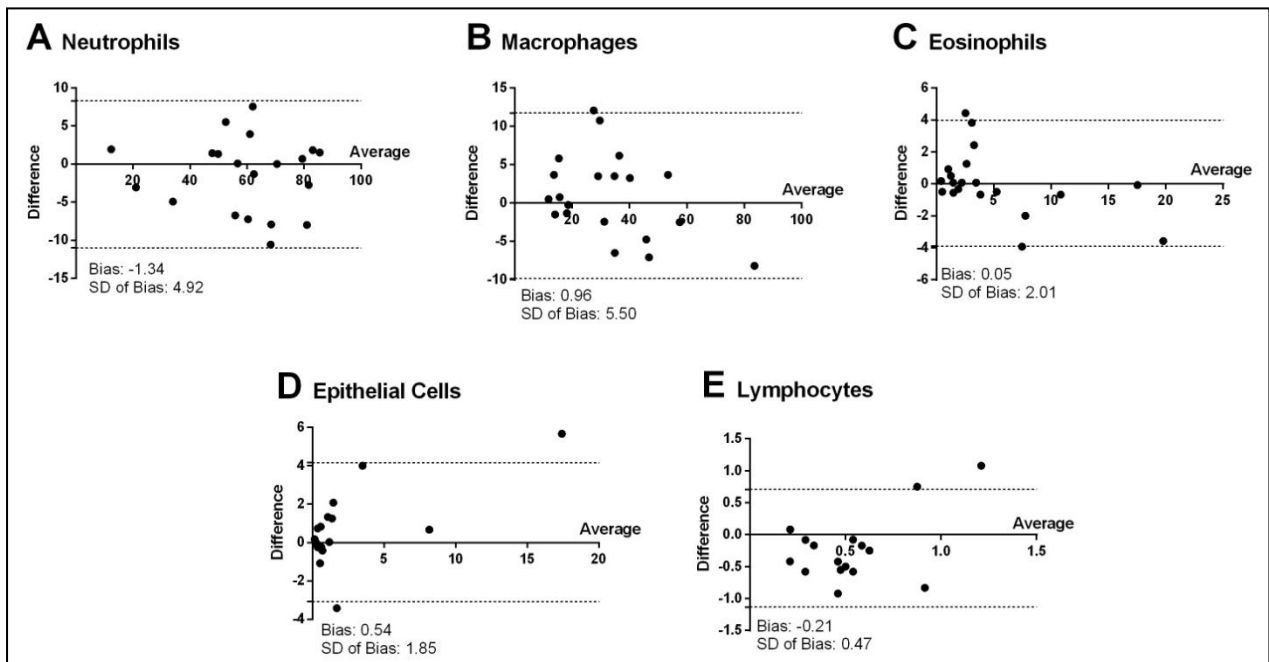 A Neutrophils
10
5
0
-5
-10
-15
20
40
60
80
100
Average
Difference
Bias: -1.34
SD of Bias: 4.92
B Macrophages
15
10
5
0
-5
-10
20
40
60
80
100
Average
Difference
Bias: 0.96
SD of Bias: 5.50
C Eosinophils
6
4
2
0
-2
-4
-6
5
10
15
20
25
Average
Difference
Bias: 0.05
SD of Bias: 2.01
D Epithelial Cells
6
4
2
0
-2
-4
5
10
15
20
Average
Difference
Bias: 0.54
SD of Bias: 1.85
E Lymphocytes
1.5
1.0
0.5
0.0
-0.5
-1.0
-1.5
0.5
1.0
1.5
Average
Difference
Bias: -0.21
SD of Bias: 0.47